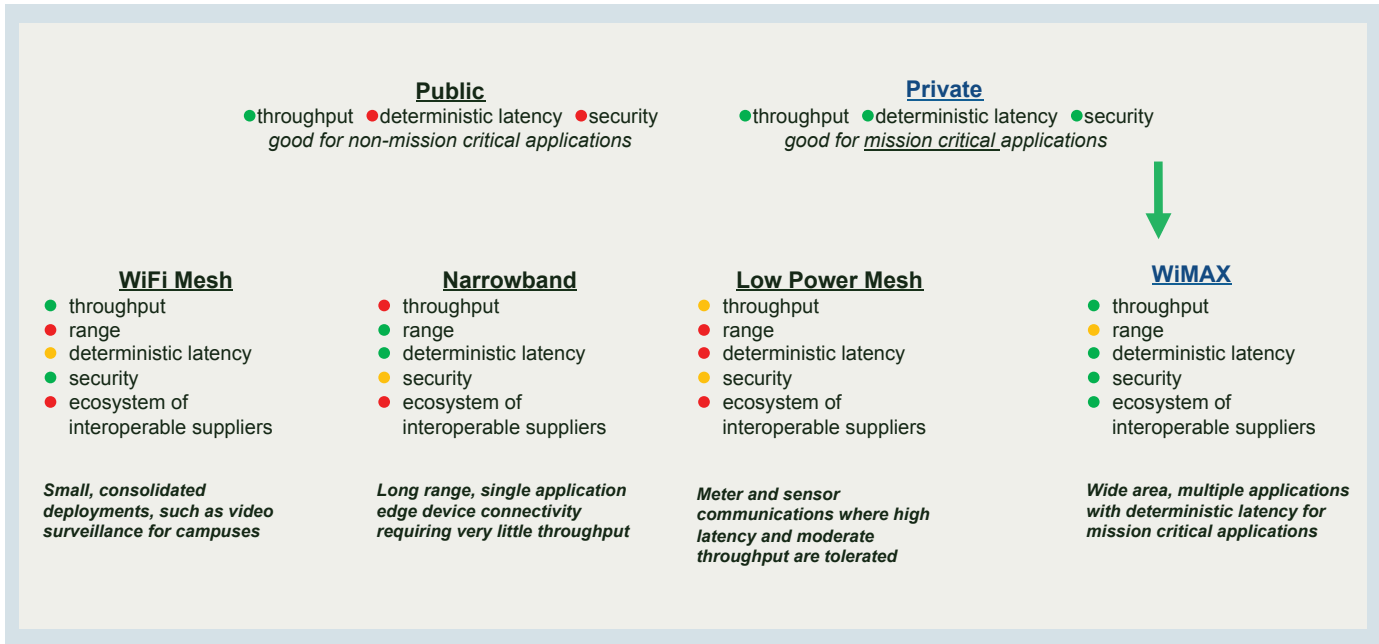 Public
throughput deterministic latency security
good for non-mission critical applications
Private
throughput deterministic latency security
good for mission critical applications
WiFi Mesh
throughput
range
deterministic latency
security
ecosystem of
interoperable suppliers
Small, consolidated
deployments, such as video
surveillance for campuses
Narrowband
throughput
range
deterministic latency
security
ecosystem of
interoperable suppliers
Long range, single application
edge device connectivity
requiring very little throughput
Low Power Mesh
throughput
range
deterministic latency
security
ecosystem of
interoperable suppliers
Meter and sensor
communications where high
latency and moderate
throughput are tolerated
WiMAX
throughput
range
deterministic latency
security
ecosystem of
interoperable suppliers
Wide area, multiple applications
with deterministic latency for
mission critical applications